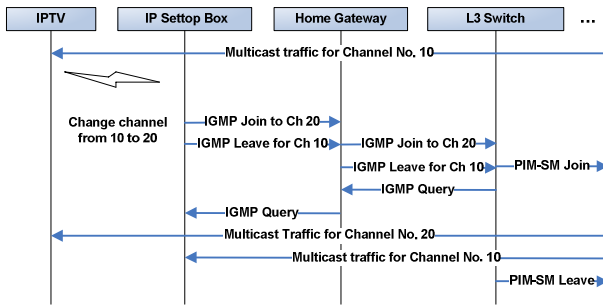 IPTV
IP Settop Box
Home Gateway
L3 Switch
...
Multicast traffic for Channel No. 10
Change channel
from 10 to 20
IGMP Join to Ch 20
IGMP Leave for Ch 10
IGMP Join to Ch 20
IGMP Leave for Ch 10
PIM-SM Join
IGMP Query
IGMP Query
Multicast Traffic for Channel No. 20
Multicast traffic for Channel No. 10
PIM-SM Leave